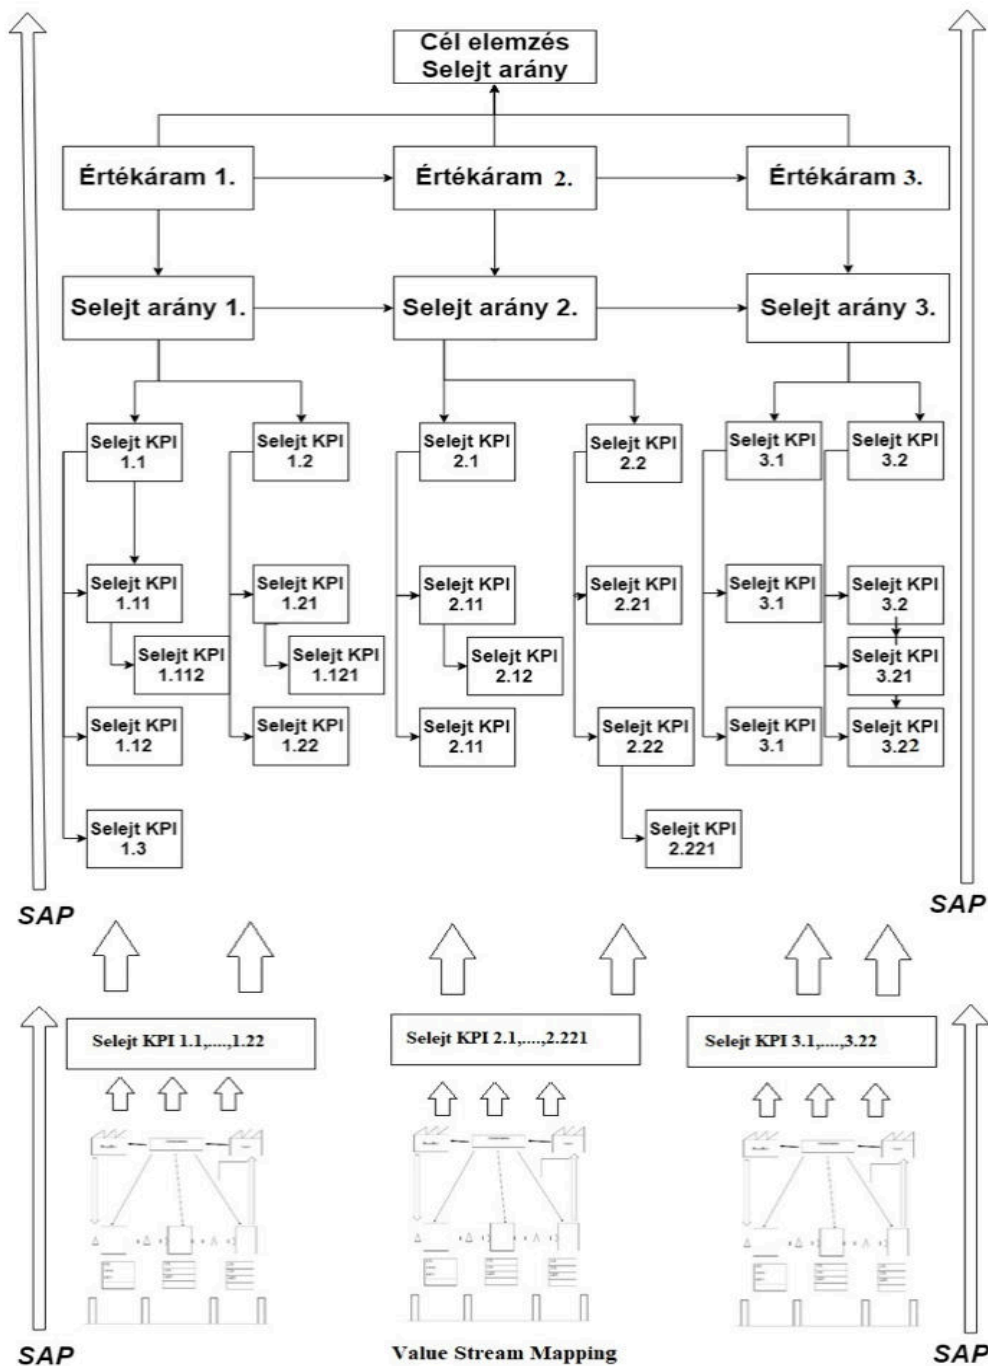 Cél elemzés
Selejt arány
Értékáram 1.
Értékáram 2.
Értékáram 3.
Selejt arány 1.
Selejt arány 2.
Selejt arány 3.
Selejt KPI
1.1
Selejt KPI
1.2
Selejt KPI
2.1
Selejt KPI
2.2
Selejt KPI
3.1
Selejt KPI
3.2
Selejt KPI
1.11
Selejt KPI
1.21
Selejt KPI
2.11
Selejt KPI
2.21
Selejt KPI
3.1
Selejt KPI
3.2
Selejt KPI
1.112
Selejt KPI
1.121
Selejt KPI
2.12
Selejt KPI
3.21
Selejt KPI
1.12
Selejt KPI
1.22
Selejt KPI
2.11
Selejt KPI
2.22
Selejt KPI
3.1
Selejt KPI
3.22
Selejt KPI
1.3
Selejt KPI
2.221
SAP
SAP
Selejt KPI 1.1,....,1.22
Selejt KPI 2.1,....,2.221
Selejt KPI 3.1,....,3.22
SAP
Value Stream Mapping
SAP